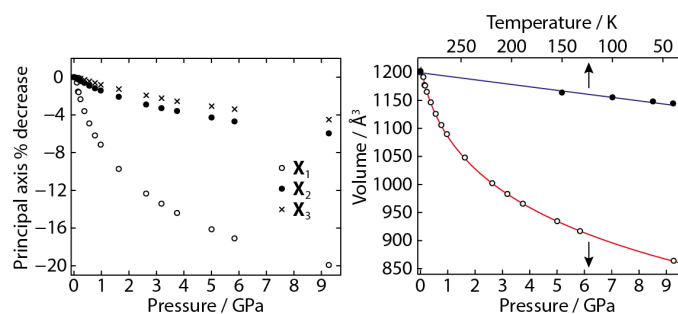 Principal axis % decrease
0
−4
−8
−12
−16
−20
0 1 2 3 4 5 6 7 8 9
Pressure / GPa
X₁
X₂
X₃
Temperature / K
250 200 150 100 50
Volume / Å³
1200
1150
1100
1050
1000
950
900
850
0 1 2 3 4 5 6 7 8 9
Pressure / GPa